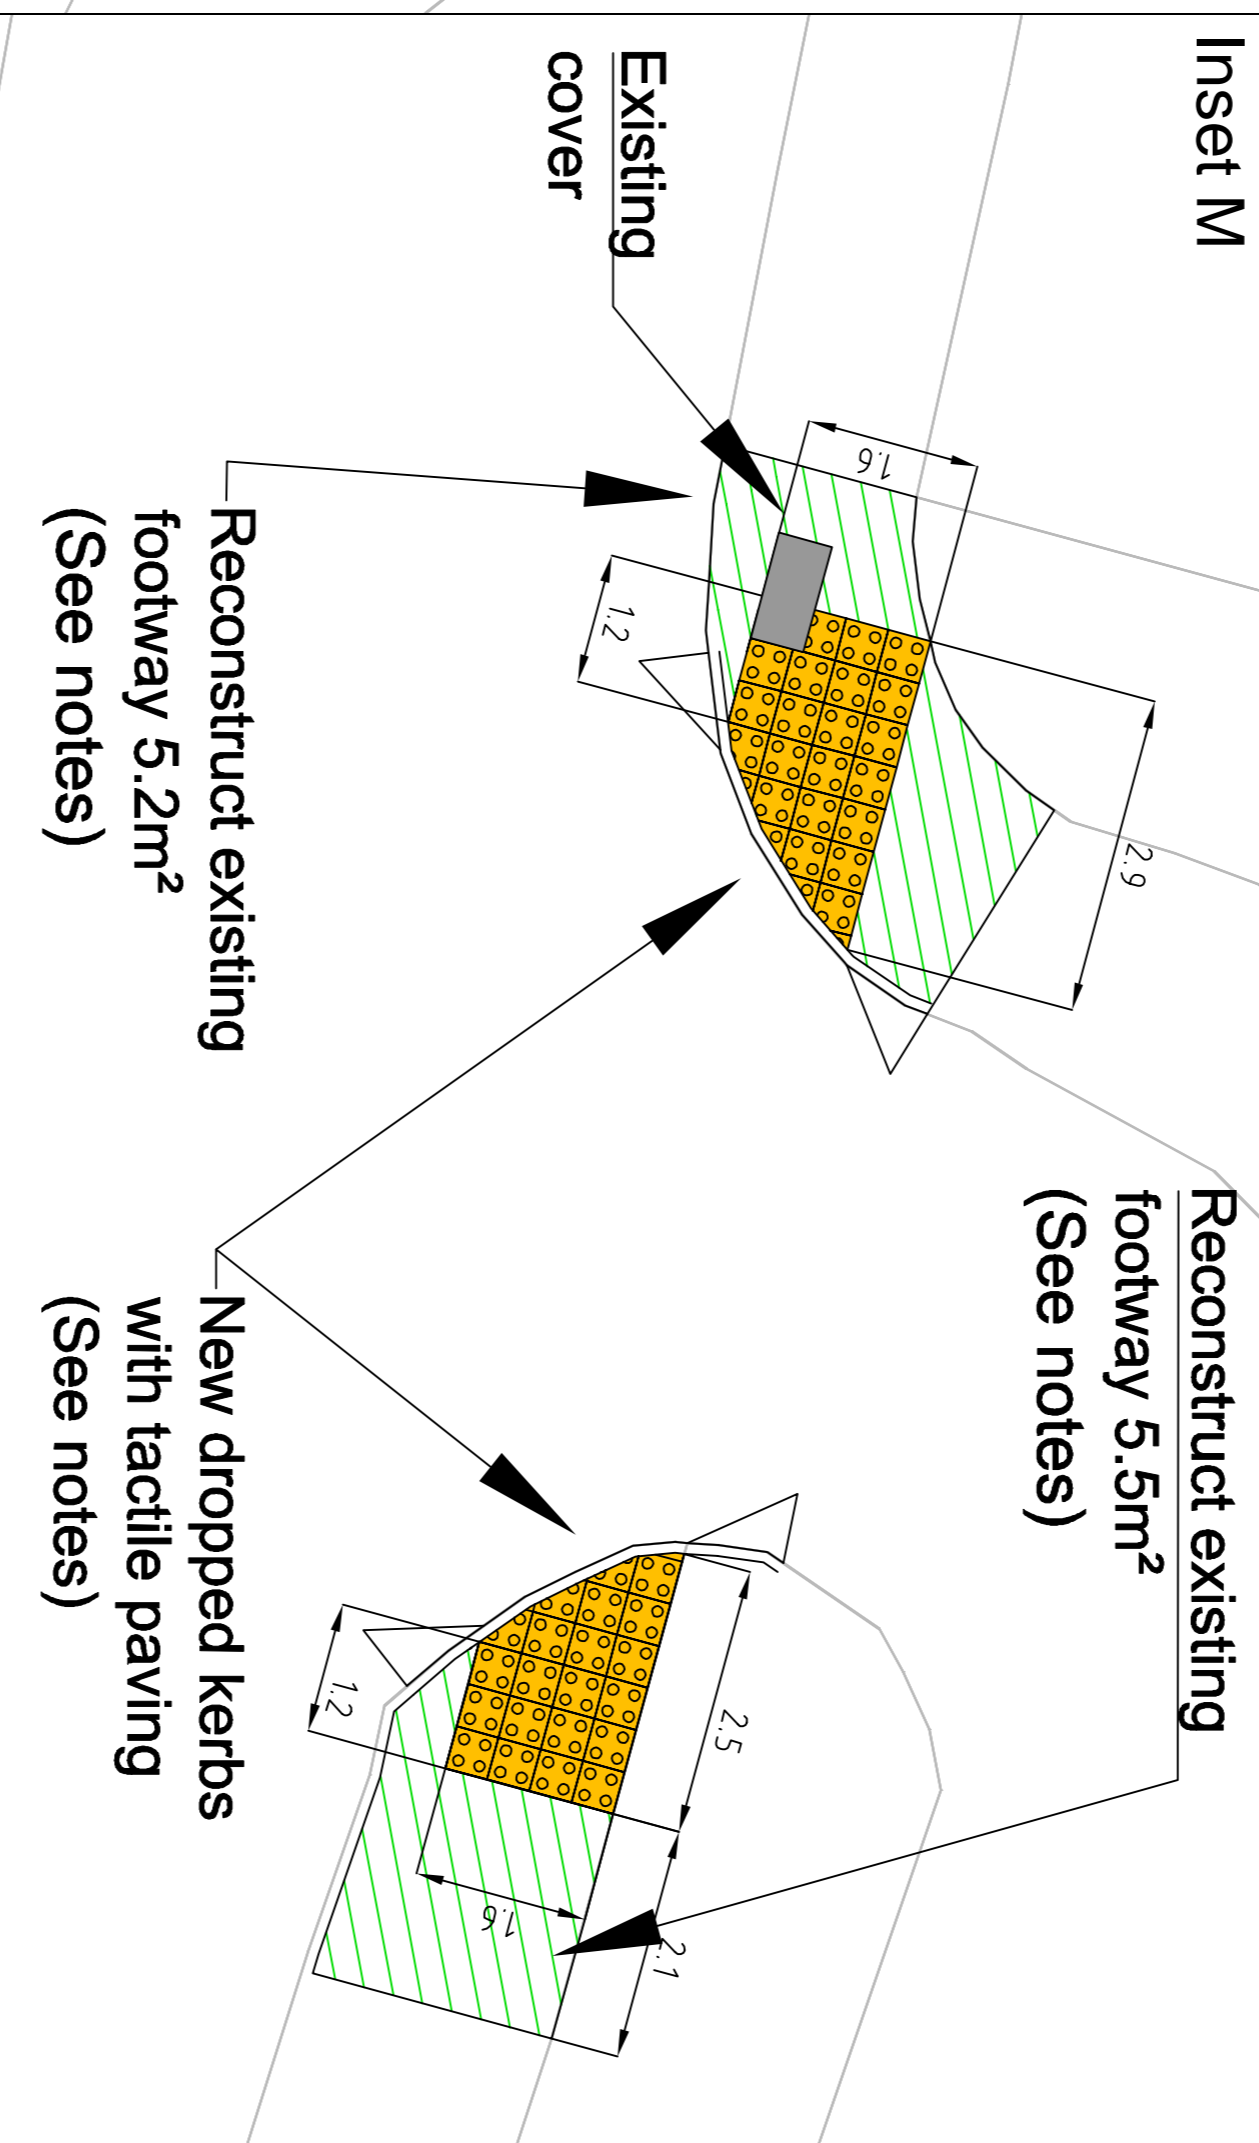 Inset M
Existing
cover
1.6
1.2
2.9
Reconstruct existing
footway 5.2m²
(See notes)
Reconstruct existing
footway 5.5m²
(See notes)
New dropped kerbs
with tactile paving
(See notes)
2.5
1.2
1.6
2.1